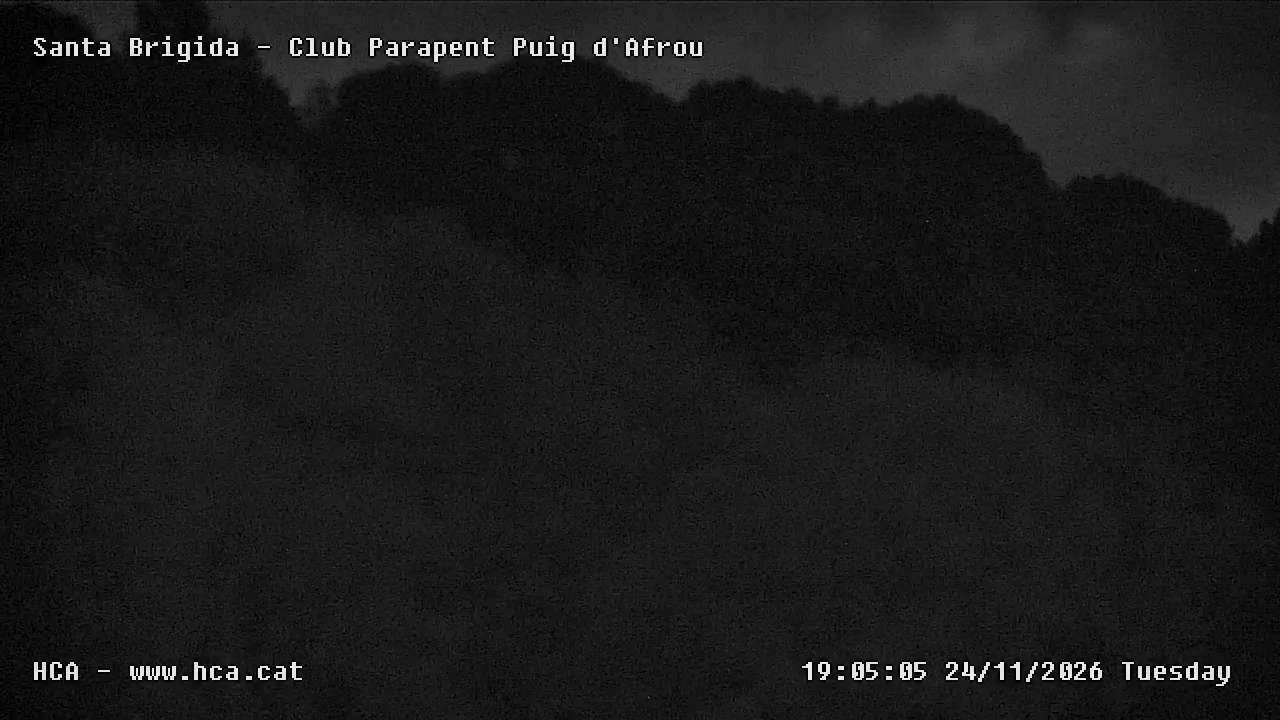 Santa Brigida - Club Parapent Puig d'Afrou
HCA - www.hca.cat
19:05:05 24/11/2026 Tuesday